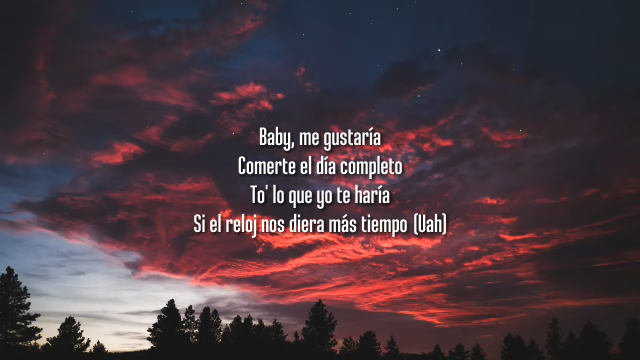 Baby, me gustaría
Comerte el día completo
To' lo que yo te haría
Si el reloj nos diera más tiempo (Uah)